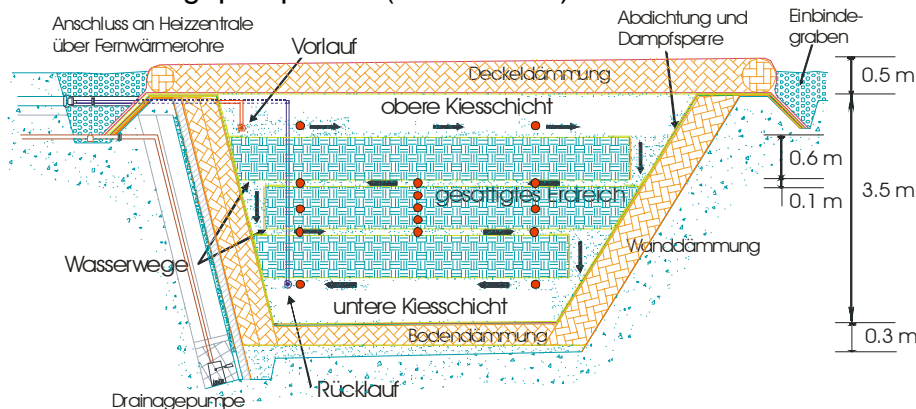 Anschluss an Heizzentrale
über Fernwärmerohre
Vorlauf
Abdichtung und
Dampfsperre
Einbinde-
graben
Deckeldämmung
0.5 m
obere Kiesschicht
0.6 m
0.1 m
3.5 m
gesättigtes Erdreich
Wasserwege
Wanddämmung
untere Kiesschicht
Bodendämmung
0.3 m
Rücklauf
Drainagepumpe